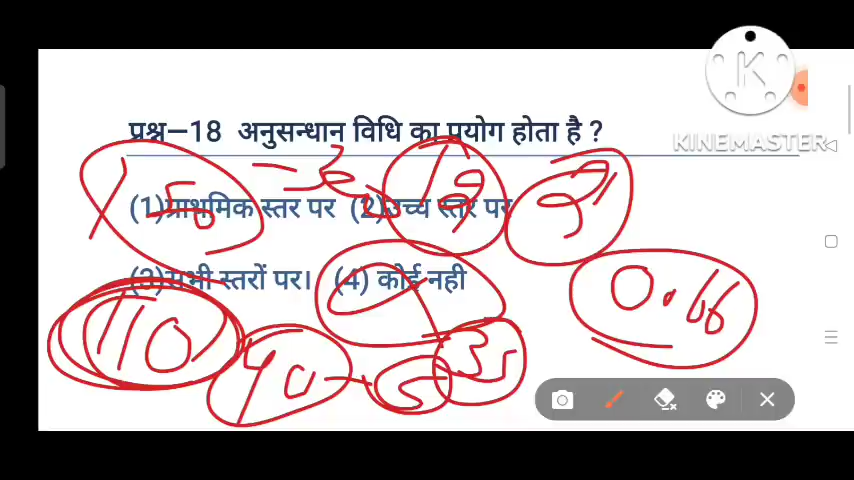 KINEMASTER
प्रश्न—18 अनुसन्धान विधि का प्रयोग होता है ?
(1)प्राथमिक स्तर पर (2)उच्च स्तर पर
(3)सभी स्तरों पर। (4) कोई नही
110
0.66
40 - 5 35